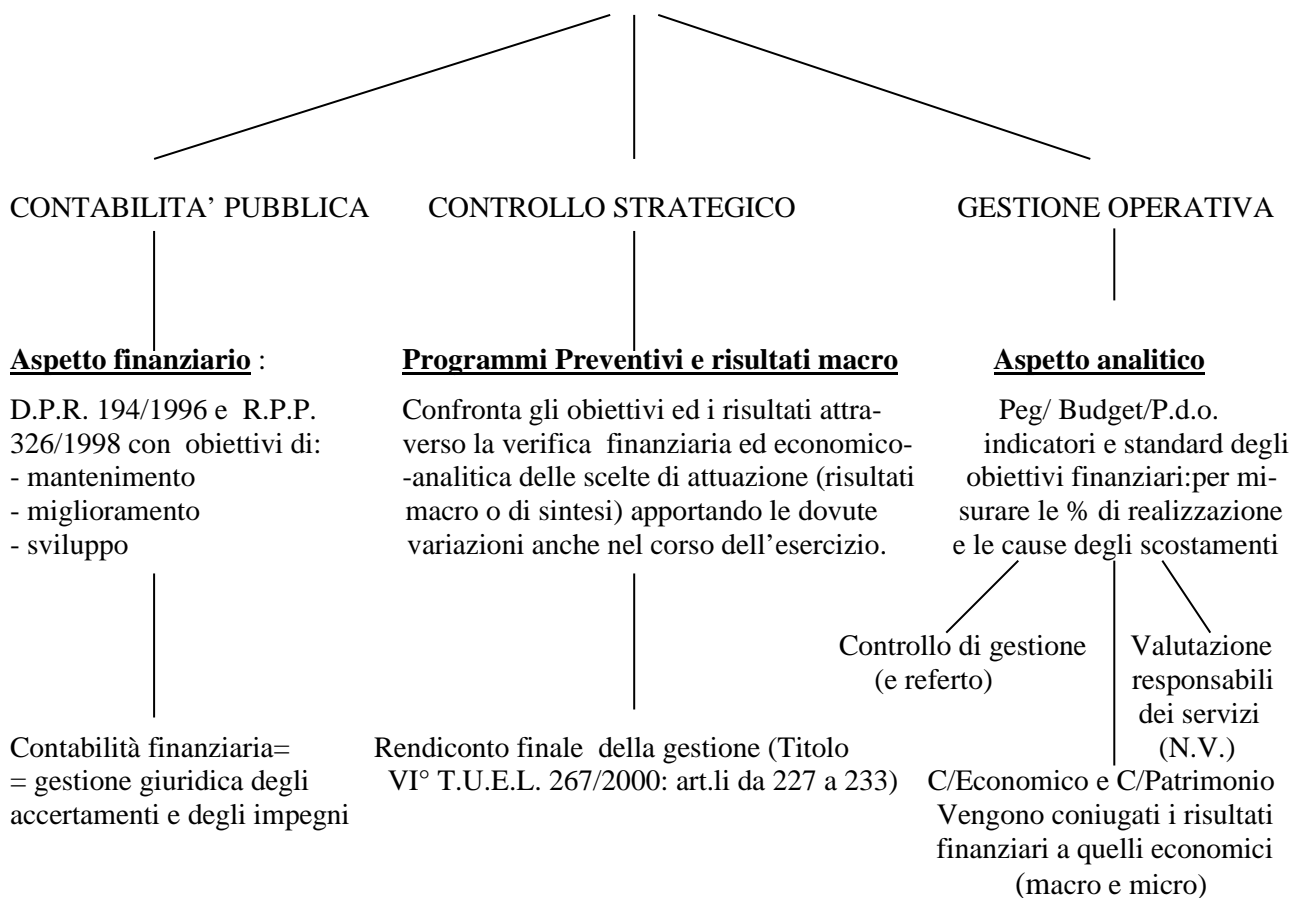 CONTABILITA’ PUBBLICA
CONTROLLO STRATEGICO
GESTIONE OPERATIVA
Aspetto finanziario :
D.P.R. 194/1996 e R.P.P.
326/1998 con obiettivi di:
- mantenimento
- miglioramento
- sviluppo
Contabilità finanziaria=
= gestione giuridica degli
accertamenti e degli impegni
Programmi Preventivi e risultati macro
Confronta gli obiettivi ed i risultati attra-
verso la verifica finanziaria ed economico-
-analitica delle scelte di attuazione (risultati
macro o di sintesi) apportando le dovute
variazioni anche nel corso dell’esercizio.
Rendiconto finale della gestione (Titolo
VI° T.U.E.L. 267/2000: art.li da 227 a 233)
Aspetto analitico
Peg/ Budget/P.d.o.
indicatori e standard degli
obiettivi finanziari:per mi-
surare le % di realizzazione
e le cause degli scostamenti
Controllo di gestione
(e referto)
Valutazione
responsabili
dei servizi
(N.V.)
C/Economico e C/Patrimonio
Vengono coniugati i risultati
finanziari a quelli economici
(macro e micro)